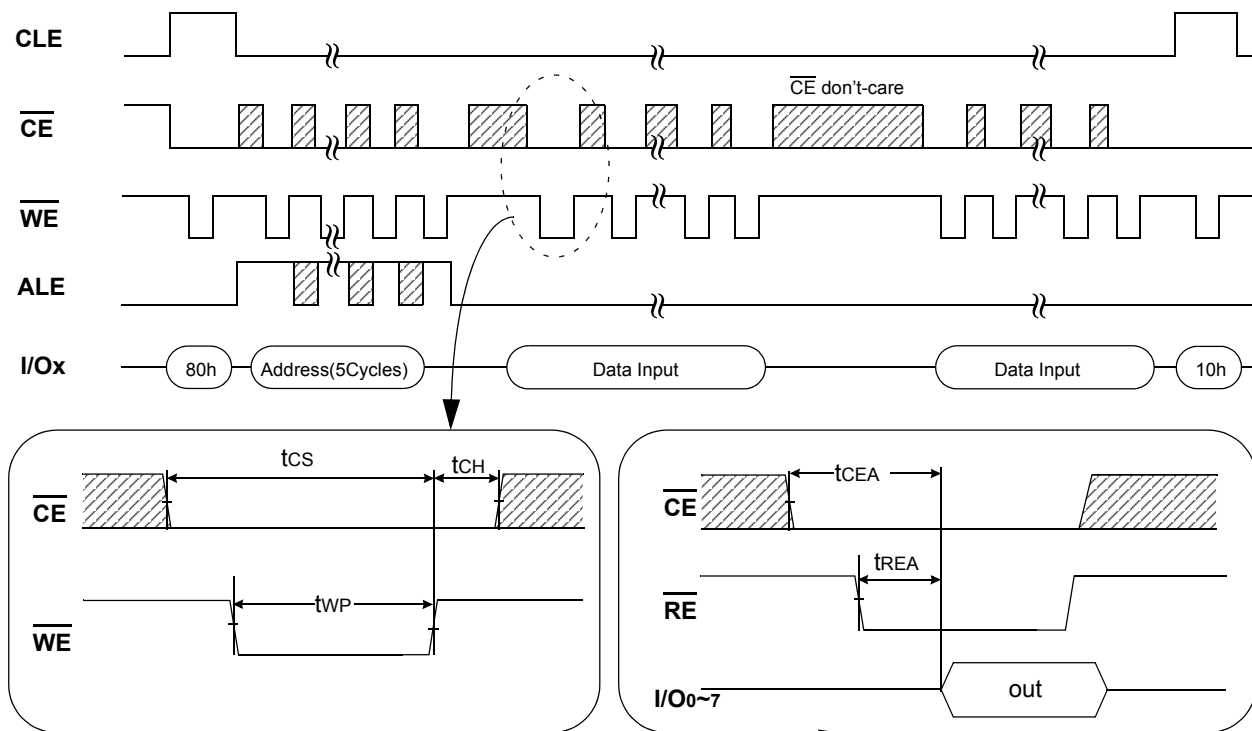 CLE
CE don't-care
CE
WE
ALE
I/Ox 80h Address(5Cycles) Data Input Data Input 10h
tCS tCH
CE
tWP
WE
tCEA
CE
tREA
RE
I/O0~7 out